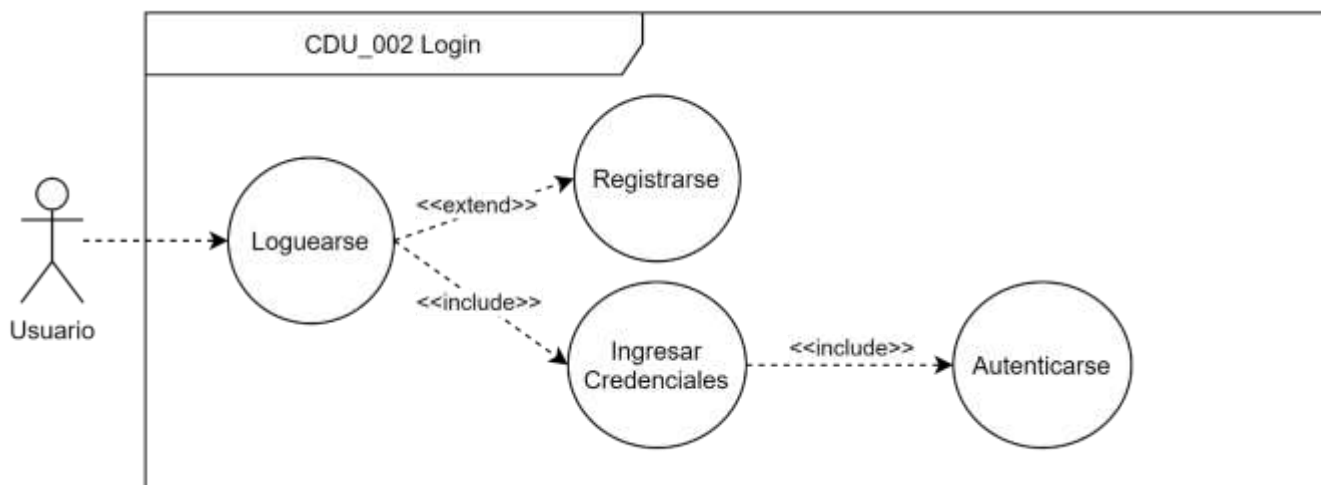 CDU_002 Login
Registrarse
<<extend>>
Loguearse
<<include>>
Usuario
Ingresar
Credenciales
<<include>>
Autenticarse